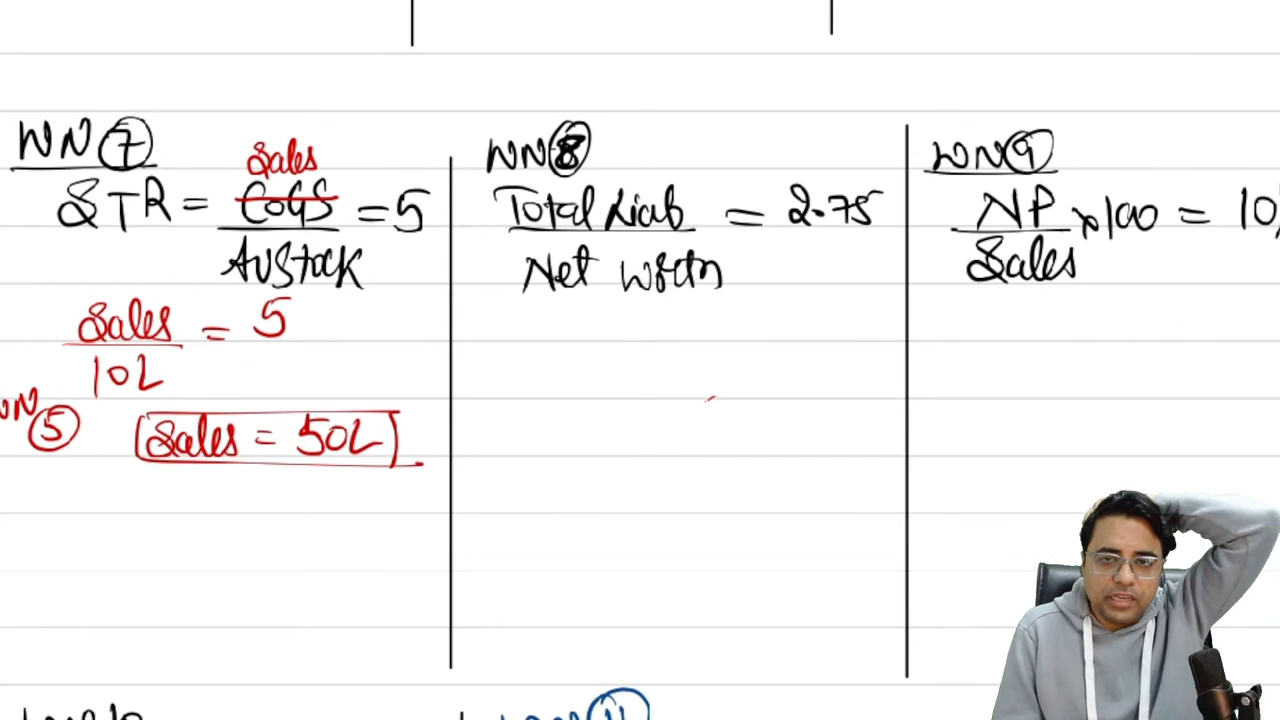 WN 7
Sales
STR = COGS = 5
AvStock
Sales = 5
10L
WN 5
Sales = 50L
WN 8
Total Liab = 2.75
Net Worth
WN 9
NP x100 = 10
Sales